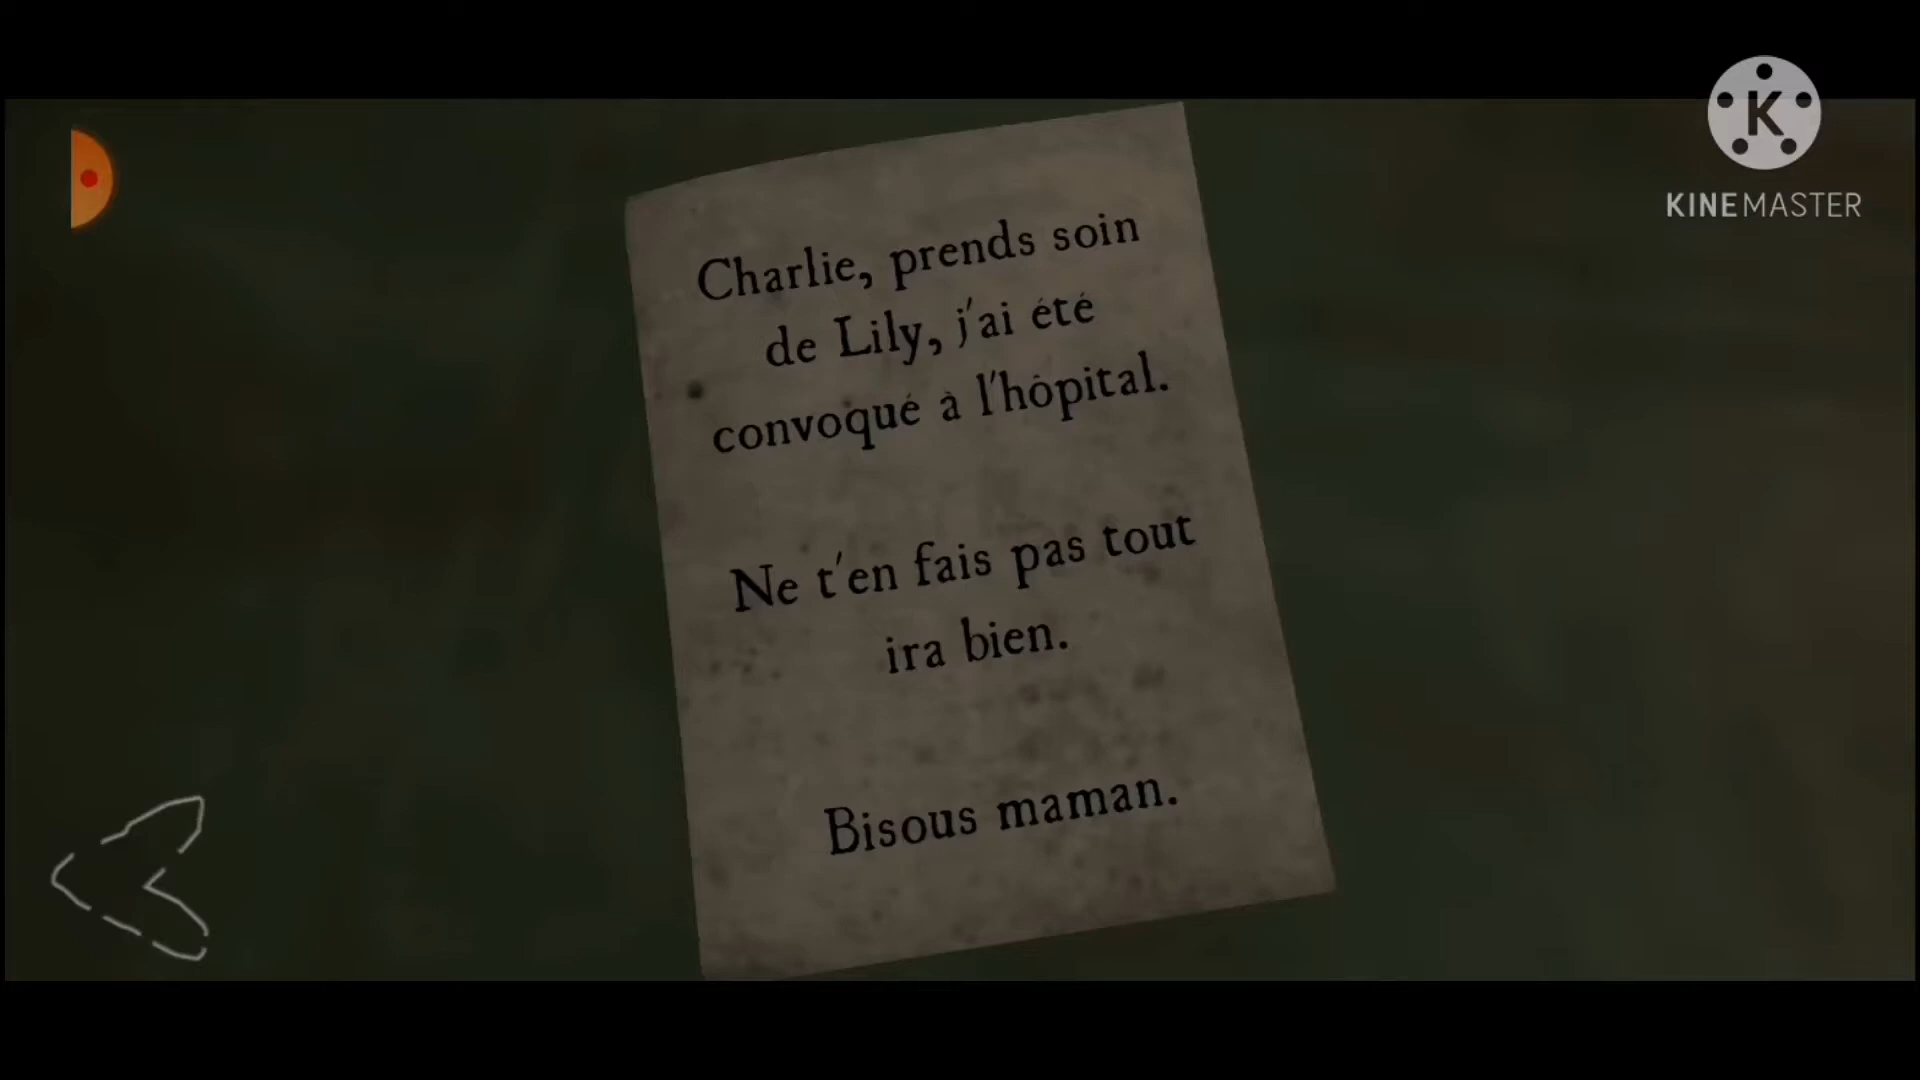 K
KINEMASTER
Charlie, prends soin
de Lily, j'ai été
convoqué à l'hôpital.
Ne t'en fais pas tout
ira bien.
Bisous maman.